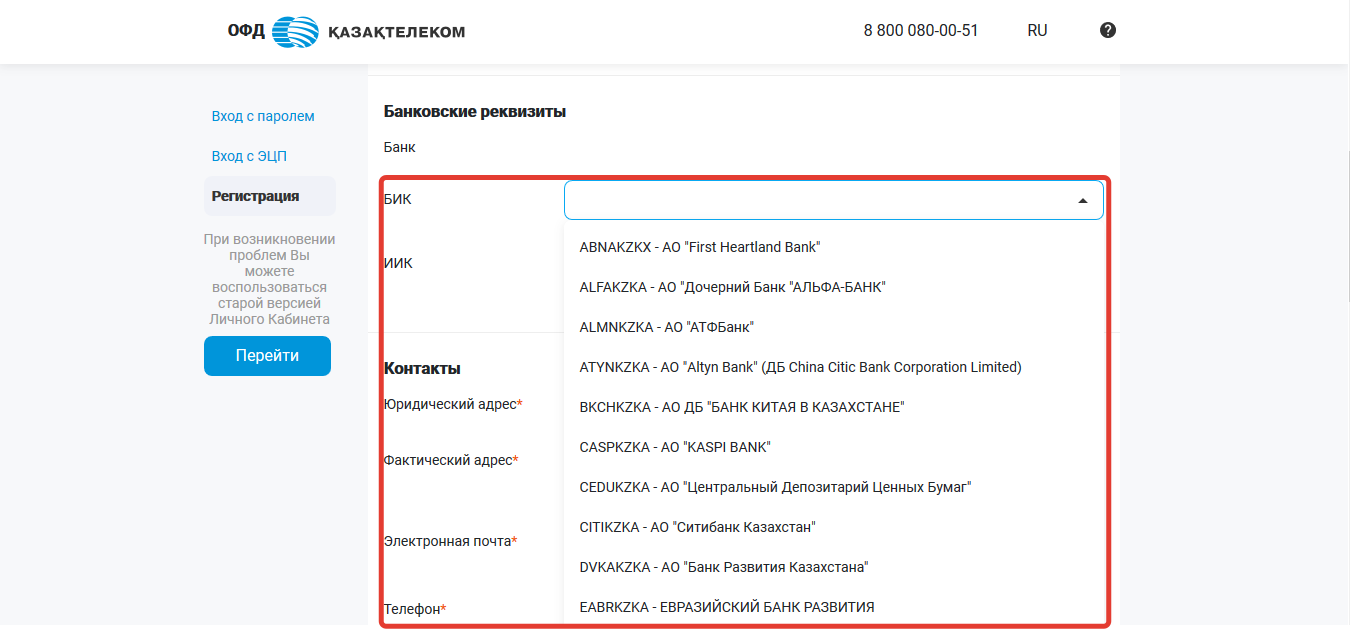 ОФД ҚАЗАҚТЕЛЕКОМ
8 800 080-00-51
RU
?
Вход с паролем
Вход с ЭЦП
Регистрация
При возникновении
проблем Вы
можете
воспользоваться
старой версией
Личного Кабинета
Перейти
Банковские реквизиты
Банк
БИК
ABNAKZKX - АО "First Heartland Bank"
ИИК
ALFAKZKA - АО "Дочерний Банк "АЛЬФА-БАНК"
ALMNKZKA - АО "АТФБанк"
ATYNKZKA - АО "Altyn Bank" (ДБ China Citic Bank Corporation Limited)
BKCHKZKA - АО ДБ "БАНК КИТАЯ В КАЗАХСТАНЕ"
CASPKZKA - АО "KASPI BANK"
CEDUKZKA - АО "Центральный Депозитарий Ценных Бумаг"
CITIKZKA - АО "Ситибанк Казахстан"
DVKAKZKA - АО "Банк Развития Казахстана"
EABRKZKA - ЕВРАЗИЙСКИЙ БАНК РАЗВИТИЯ
Контакты
Юридический адрес*
Фактический адрес*
Электронная почта*
Телефон*